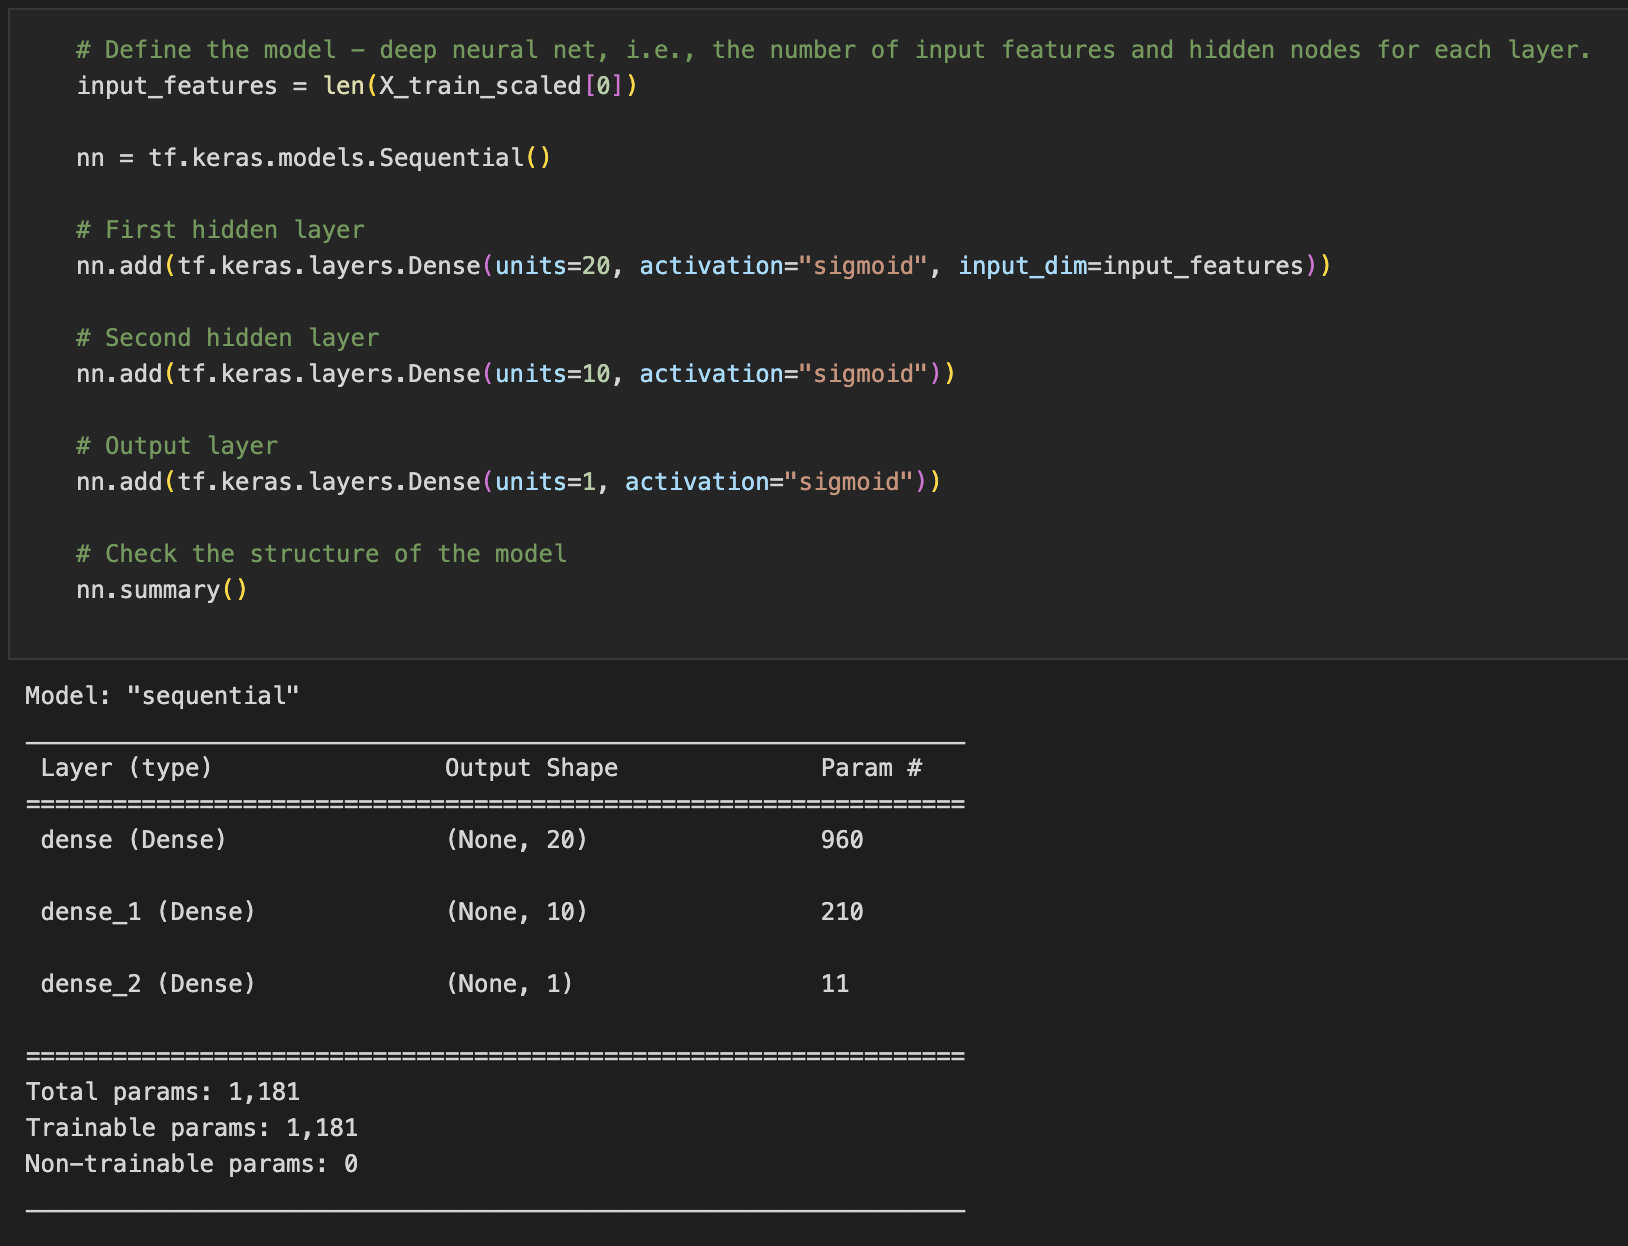 # Define the model – deep neural net, i.e., the number of input features and hidden nodes for each layer.
input_features = len(X_train_scaled[0])
nn = tf.keras.models.Sequential()
# First hidden layer
nn.add(tf.keras.layers.Dense(units=20, activation="sigmoid", input_dim=input_features))
# Second hidden layer
nn.add(tf.keras.layers.Dense(units=10, activation="sigmoid"))
# Output layer
nn.add(tf.keras.layers.Dense(units=1, activation="sigmoid"))
# Check the structure of the model
nn.summary()
Model: "sequential"
_________________________________________________________________
Layer (type) Output Shape Param #
=================================================================
dense (Dense) (None, 20) 960
dense_1 (Dense) (None, 10) 210
dense_2 (Dense) (None, 1) 11
=================================================================
Total params: 1,181
Trainable params: 1,181
Non-trainable params: 0
_________________________________________________________________